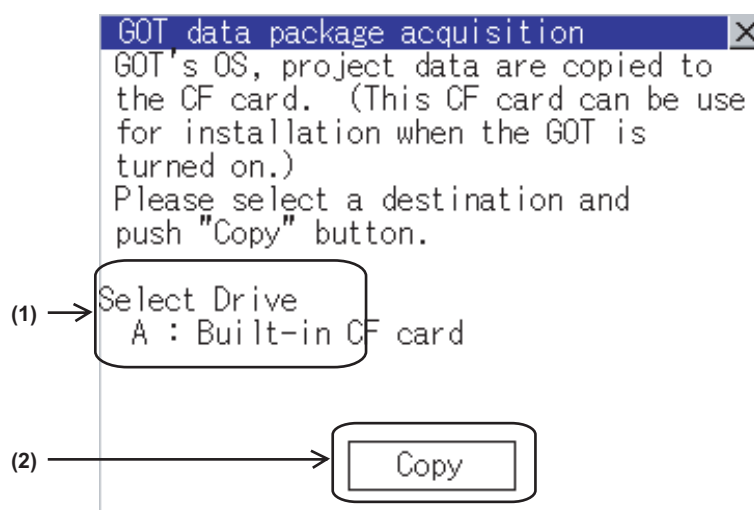 GOT data package acquisition ×
GOT's OS, project data are copied to
the CF card. (This CF card can be use
for installation when the GOT is
turned on.)
Please select a destination and
push "Copy" button.
(1)
Select Drive
A : Built-in CF card
(2)
Copy